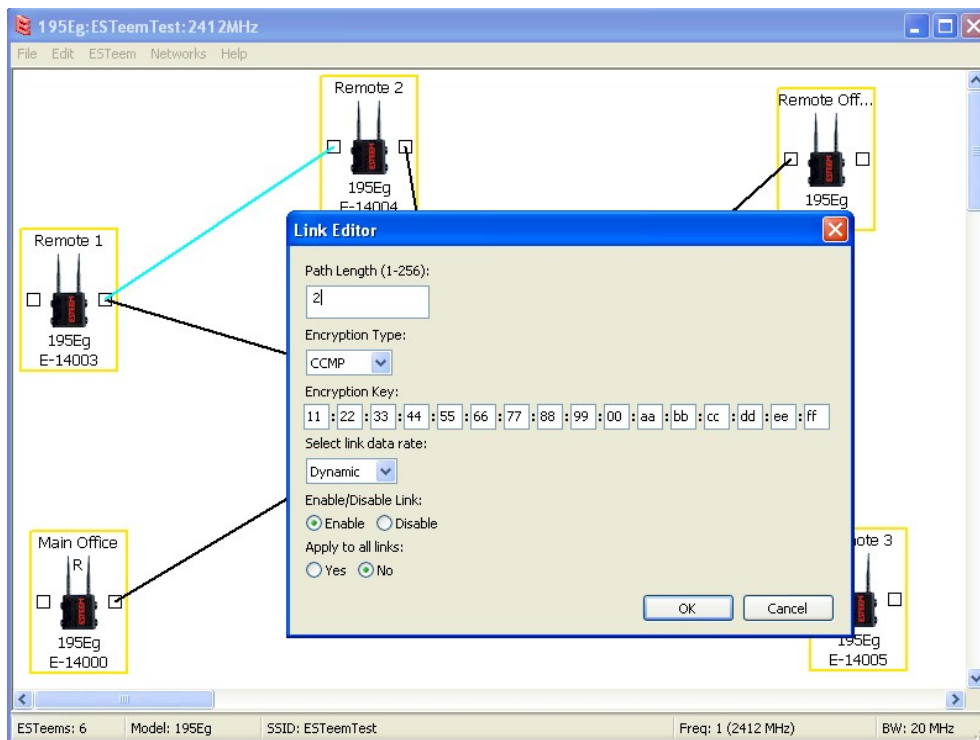 195Eg:ESTeemTest:2412MHz
File Edit ESTeem Networks Help
Remote 2
195Eg
E-14004
Remote Off...
195Eg
Remote 1
195Eg
E-14003
Link Editor
Path Length (1-256):
2
Encryption Type:
CCMP
Encryption Key:
11:22:33:44:55:66:77:88:99:00:aa:bb:cc:dd:ee:ff
Select link data rate:
Dynamic
Enable/Disable Link:
Enable Disable
Apply to all links:
Yes No
OK Cancel
Main Office
R
195Eg
E-14000
ote 3
195Eg
E-14005
ESTeems: 6 Model: 195Eg SSID: ESTeemTest Freq: 1 (2412 MHz) BW: 20 MHz